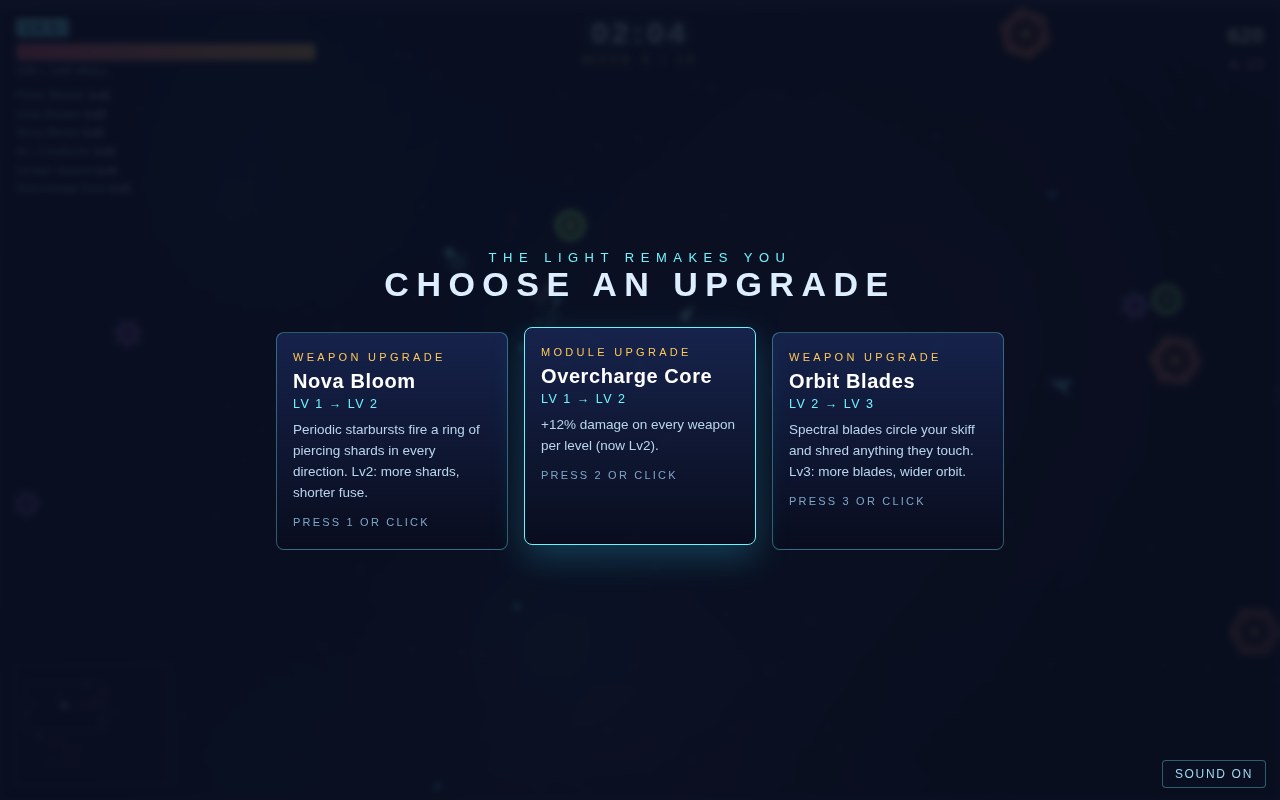 02:04
620
THE LIGHT REMAKES YOU
CHOOSE AN UPGRADE
WEAPON UPGRADE
Nova Bloom
LV 1 → LV 2
Periodic starbursts fire a ring of
piercing shards in every
direction. Lv2: more shards,
shorter fuse.
PRESS 1 OR CLICK
MODULE UPGRADE
Overcharge Core
LV 1 → LV 2
+12% damage on every weapon
per level (now Lv2).
PRESS 2 OR CLICK
WEAPON UPGRADE
Orbit Blades
LV 2 → LV 3
Spectral blades circle your skiff
and shred anything they touch.
Lv3: more blades, wider orbit.
PRESS 3 OR CLICK
SOUND ON